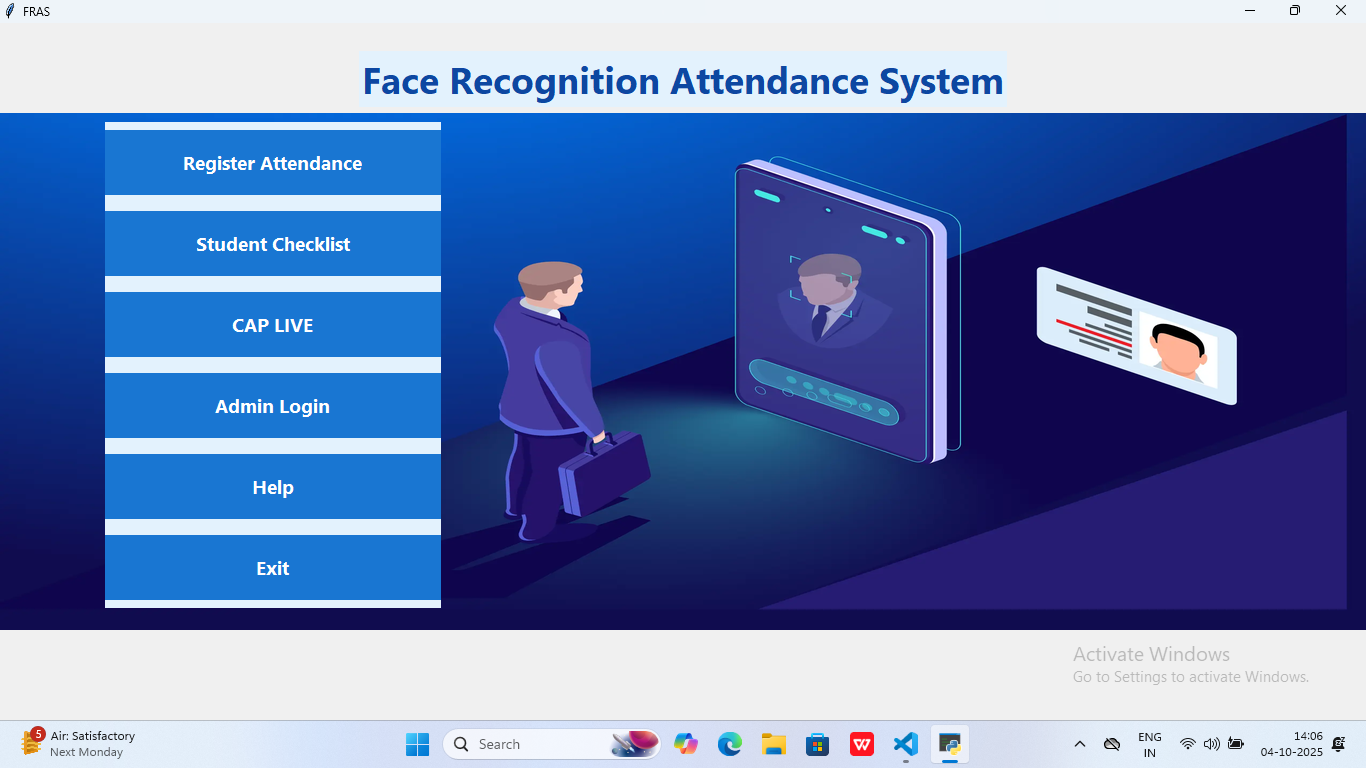 FRAS
Face Recognition Attendance System
Register Attendance
Student Checklist
CAP LIVE
Admin Login
Help
Exit
Activate Windows
Go to Settings to activate Windows.
5
Air: Satisfactory
Next Monday
Search
W
ENG
IN
14:06
04-10-2025